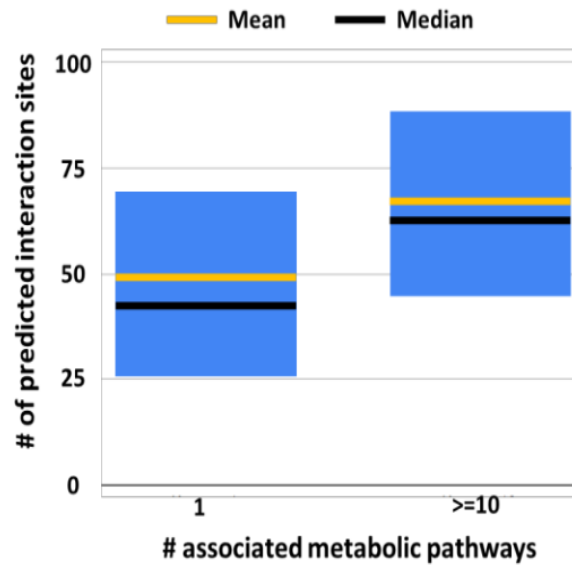 Mean Median
# of predicted interaction sites
100
75
50
25
0
1 >=10
# associated metabolic pathways